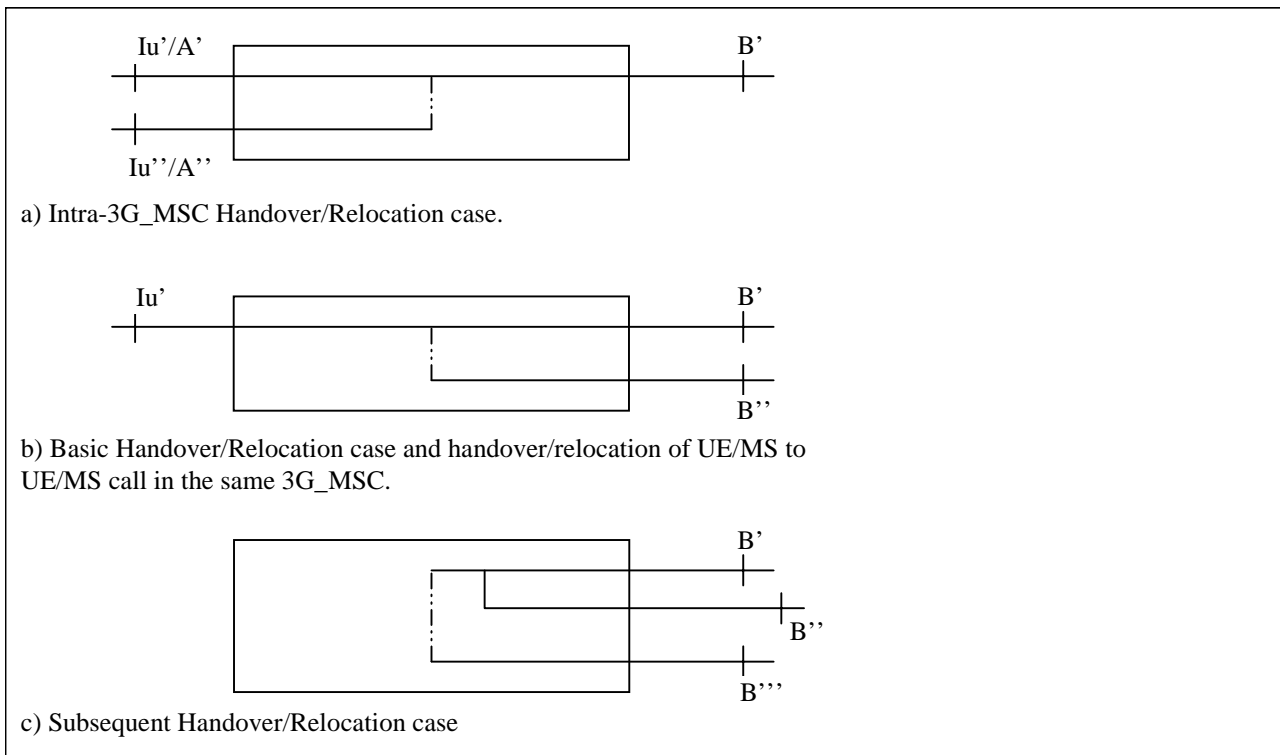 Iu’/A' B’
Iu’’/A’’
a) Intra-3G_MSC Handover/Relocation case.
Iu’ B’
B’’
b) Basic Handover/Relocation case and handover/relocation of UE/MS to
UE/MS call in the same 3G_MSC.
B’
B’’
B’’’
c) Subsequent Handover/Relocation case